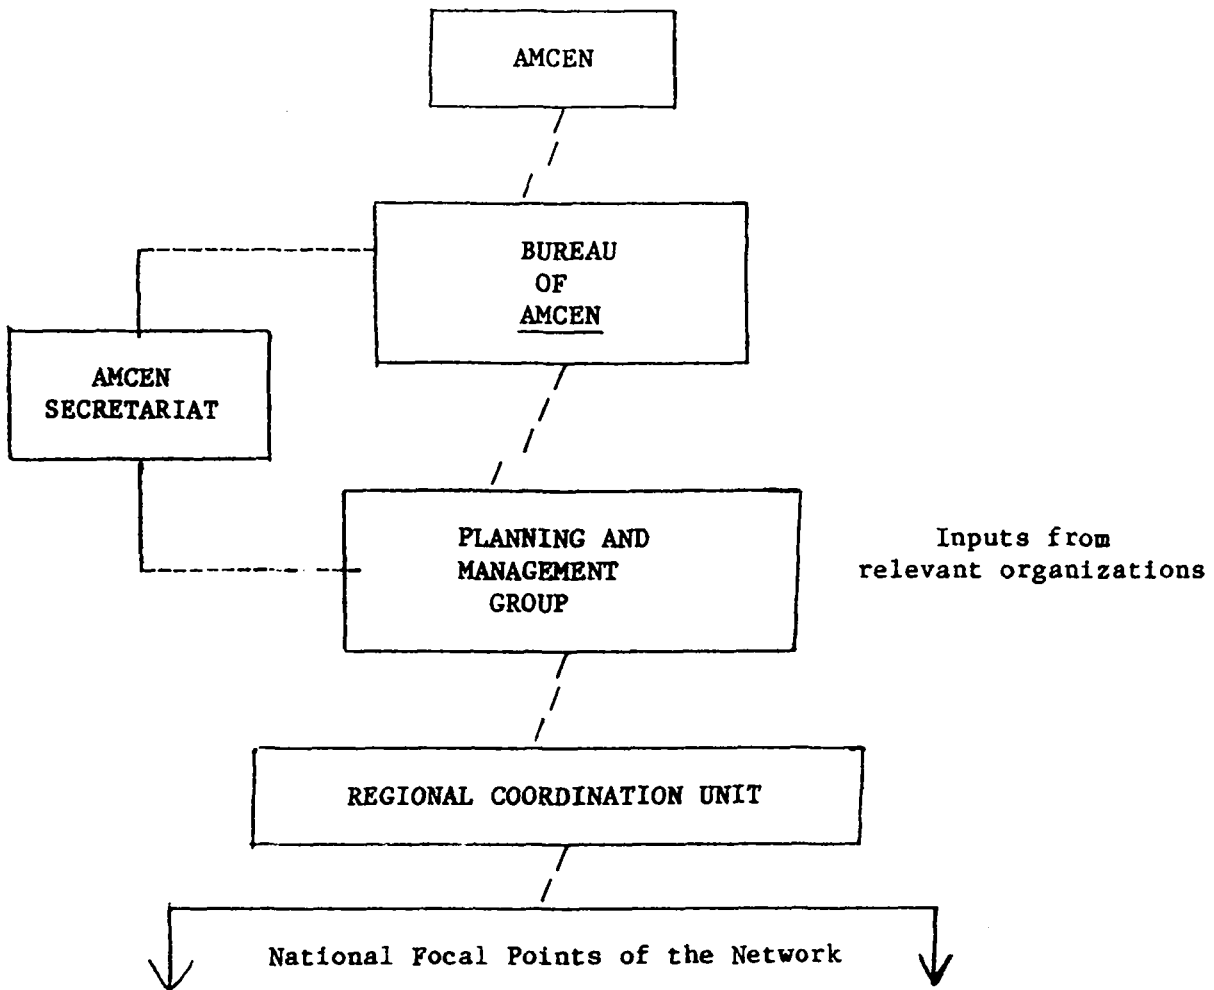 AMCEN
BUREAU
OF
AMCEN
AMCEN
SECRETARIAT
PLANNING AND
MANAGEMENT
GROUP
Inputs from
relevant organizations
REGIONAL COORDINATION UNIT
National Focal Points of the Network